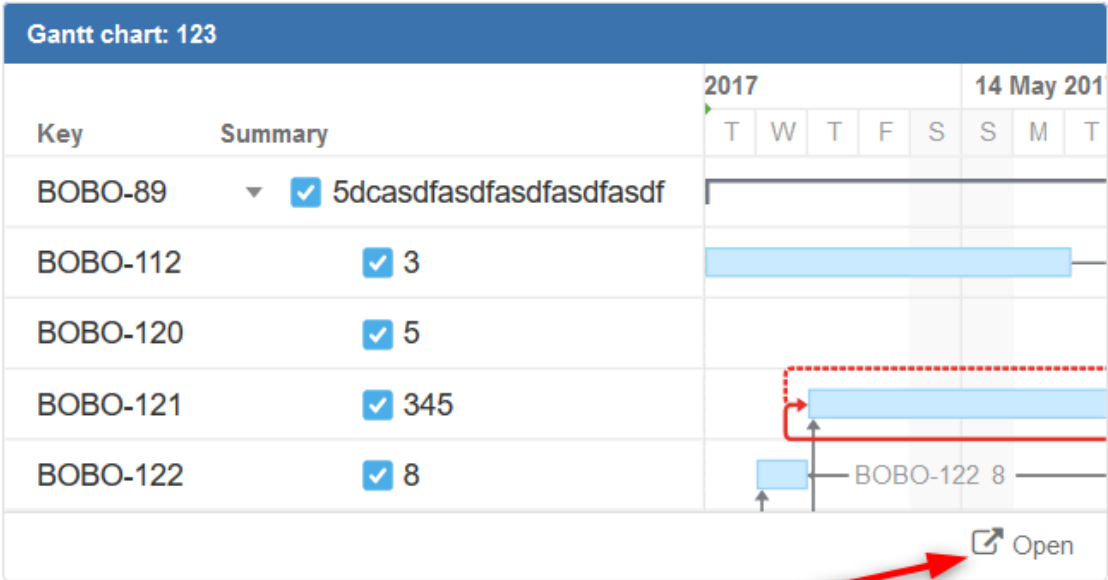 Gantt chart: 123
2017 14 May 201
Key Summary T W T F S S M T
BOBO-89 5dcasdfasdfasdfasdfasdf
BOBO-112 3
BOBO-120 5
BOBO-121 345
BOBO-122 8 BOBO-122 8
Open